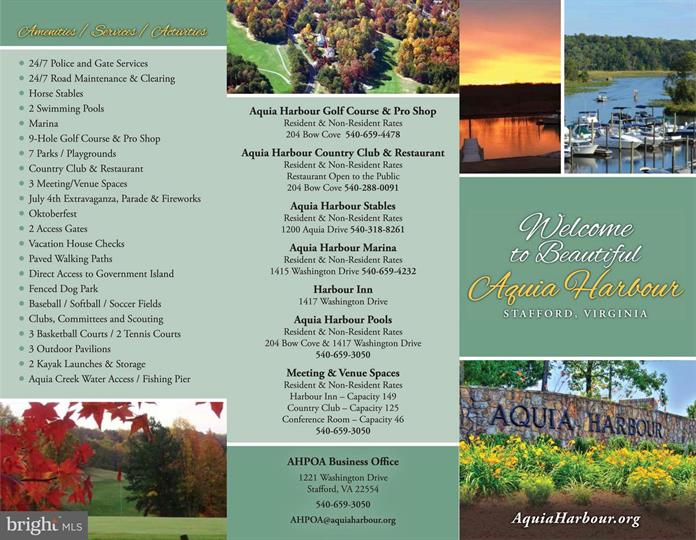 Amenities / Services / Activities
24/7 Police and Gate Services
24/7 Road Maintenance & Clearing
Horse Stables
2 Swimming Pools
Marina
9-Hole Golf Course & Pro Shop
7 Parks / Playgrounds
Country Club & Restaurant
3 Meeting/Venue Spaces
July 4th Extravaganza, Parade & Fireworks
Oktoberfest
2 Access Gates
Vacation House Checks
Paved Walking Paths
Direct Access to Government Island
Fenced Dog Park
Baseball / Softball / Soccer Fields
Clubs, Committees and Scouting
3 Basketball Courts / 2 Tennis Courts
3 Outdoor Pavilions
2 Kayak Launches & Storage
Aquia Creek Water Access / Fishing Pier
bright MLS
Aquia Harbour Golf Course & Pro Shop
Resident & Non-Resident Rates
204 Bow Cove 540-659-4478
Aquia Harbour Country Club & Restaurant
Resident & Non-Resident Rates
Restaurant Open to the Public
204 Bow Cove 540-288-0091
Aquia Harbour Stables
Resident & Non-Resident Rates
1200 Aquia Drive 540-318-8261
Aquia Harbour Marina
Resident & Non-Resident Rates
1415 Washington Drive 540-659-4232
Harbour Inn
1417 Washington Drive
Aquia Harbour Pools
Resident & Non-Resident Rates
204 Bow Cove & 1417 Washington Drive
540-659-3050
Meeting & Venue Spaces
Resident & Non-Resident Rates
Harbour Inn – Capacity 149
Country Club – Capacity 125
Conference Room – Capacity 46
540-659-3050
AHPOA Business Office
1221 Washington Drive
Stafford, VA 22554
540-659-3050
AHPOA@aquiaharbour.org
Welcome
to Beautiful
Aquia Harbour
STAFFORD, VIRGINIA
AQUIA HARBOUR
AquiaHarbour.org